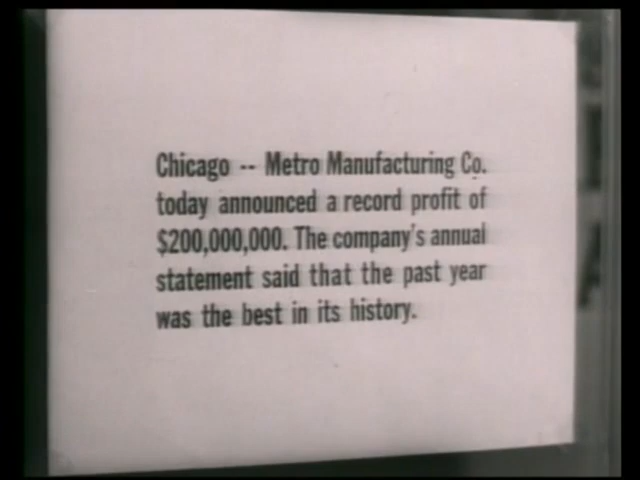 Chicago -- Metro Manufacturing Co.
today announced a record profit of
$200,000,000. The company's annual
statement said that the past year
was the best in its history.